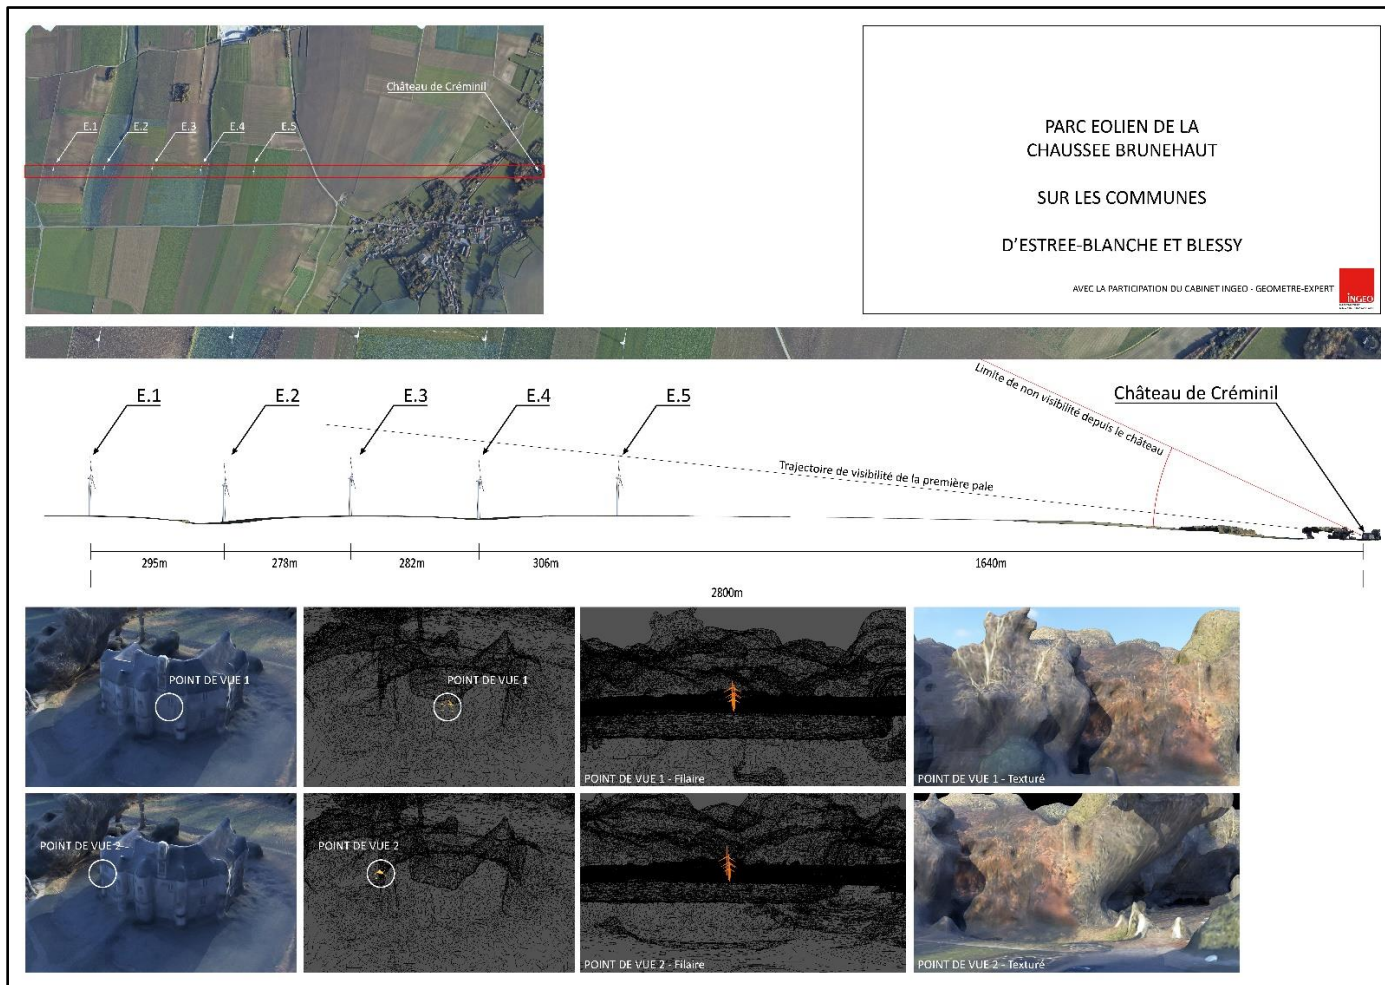 Château de Créminil
E.1
E.2
E.3
E.4
E.5
PARC EOLIEN DE LA
CHAUSSEE BRUNEHAUT
SUR LES COMMUNES
D'ESTREE-BLANCHE ET BLESSY
AVEC LA PARTICIPATION DU CABINET INGEO - GEOMETRE-EXPERT
INGEO
E.1
E.2
E.3
E.4
E.5
Limite de non visibilité depuis le château
Château de Créminil
Trajectoire de visibilité de la première pale
295m
278m
282m
306m
1640m
2800m
POINT DE VUE 1
POINT DE VUE 1
POINT DE VUE 1 - Filaire
POINT DE VUE 1 - Texturé
POINT DE VUE 2
POINT DE VUE 2
POINT DE VUE 2 - Filaire
POINT DE VUE 2 - Texturé